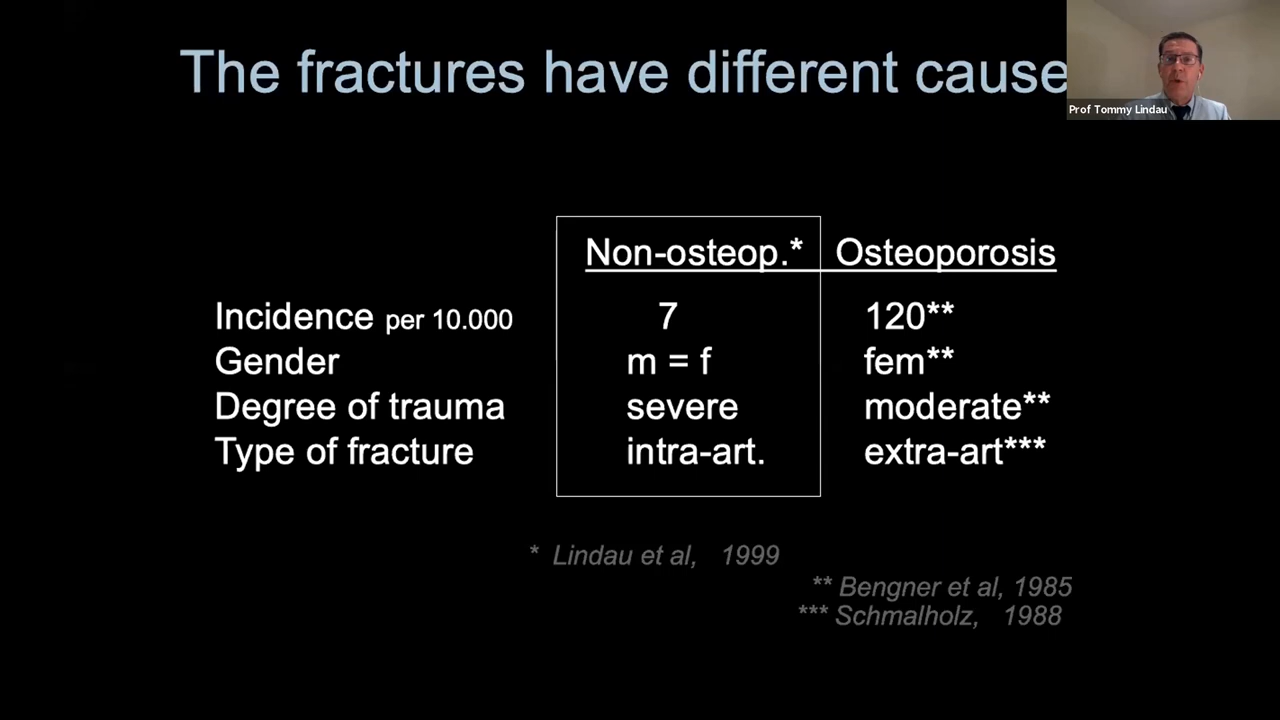 The fractures have different cause
Prof Tommy Lindau
Non-osteop.* Osteoporosis
Incidence per 10.000 7 120**
Gender m = f fem**
Degree of trauma severe moderate**
Type of fracture intra-art. extra-art***
* Lindau et al, 1999
** Bengner et al, 1985
*** Schmalholz, 1988